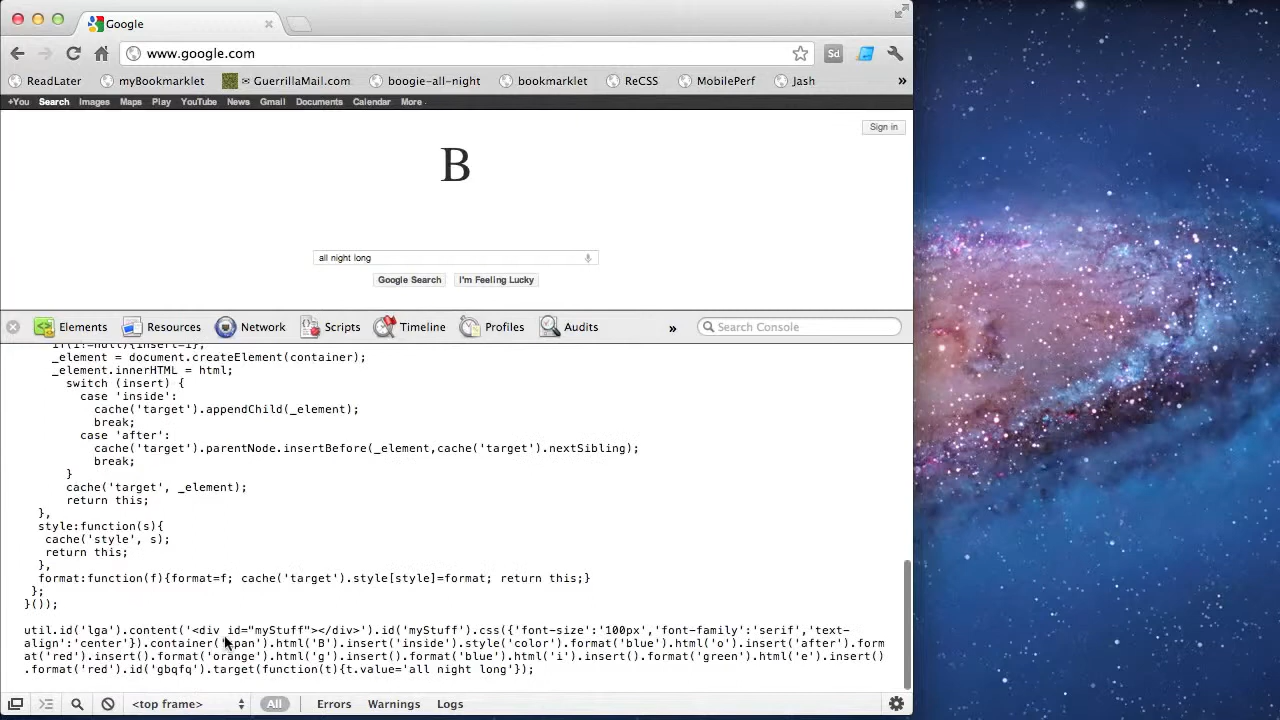 Google
www.google.com
Sd
ReadLater myBookmarklet GuerrillaMail.com boogie-all-night bookmarklet ReCSS MobilePerf Jash »
+You Search Images Maps Play YouTube News Gmail Documents Calendar More
Sign in
B
all night long
Google Search I'm Feeling Lucky
Elements Resources Network Scripts Timeline Profiles Audits » Search Console
if(i!=null){insert=i};
_element = document.createElement(container);
_element.innerHTML = html;
switch (insert) {
case 'inside':
cache('target').appendChild(_element);
break;
case 'after':
cache('target').parentNode.insertBefore(_element,cache('target').nextSibling);
break;
}
cache('target', _element);
return this;
},
style:function(s){
cache('style', s);
return this;
},
format:function(f){format=f; cache('target').style[style]=format; return this;}
};
}());
util.id('lga').content('<div id="myStuff"></div>').id('myStuff').css({'font-size':'100px','font-family':'serif','text-
align':'center'}).container('span').html('B').insert('inside').style('color').format('blue').html('o').insert('after').form
at('red').insert().format('orange').html('g').insert().format('blue').html('i').insert().format('green').html('e').insert()
.format('red').id('gbqfq').target(function(t){t.value='all night long'});
<top frame> All Errors Warnings Logs